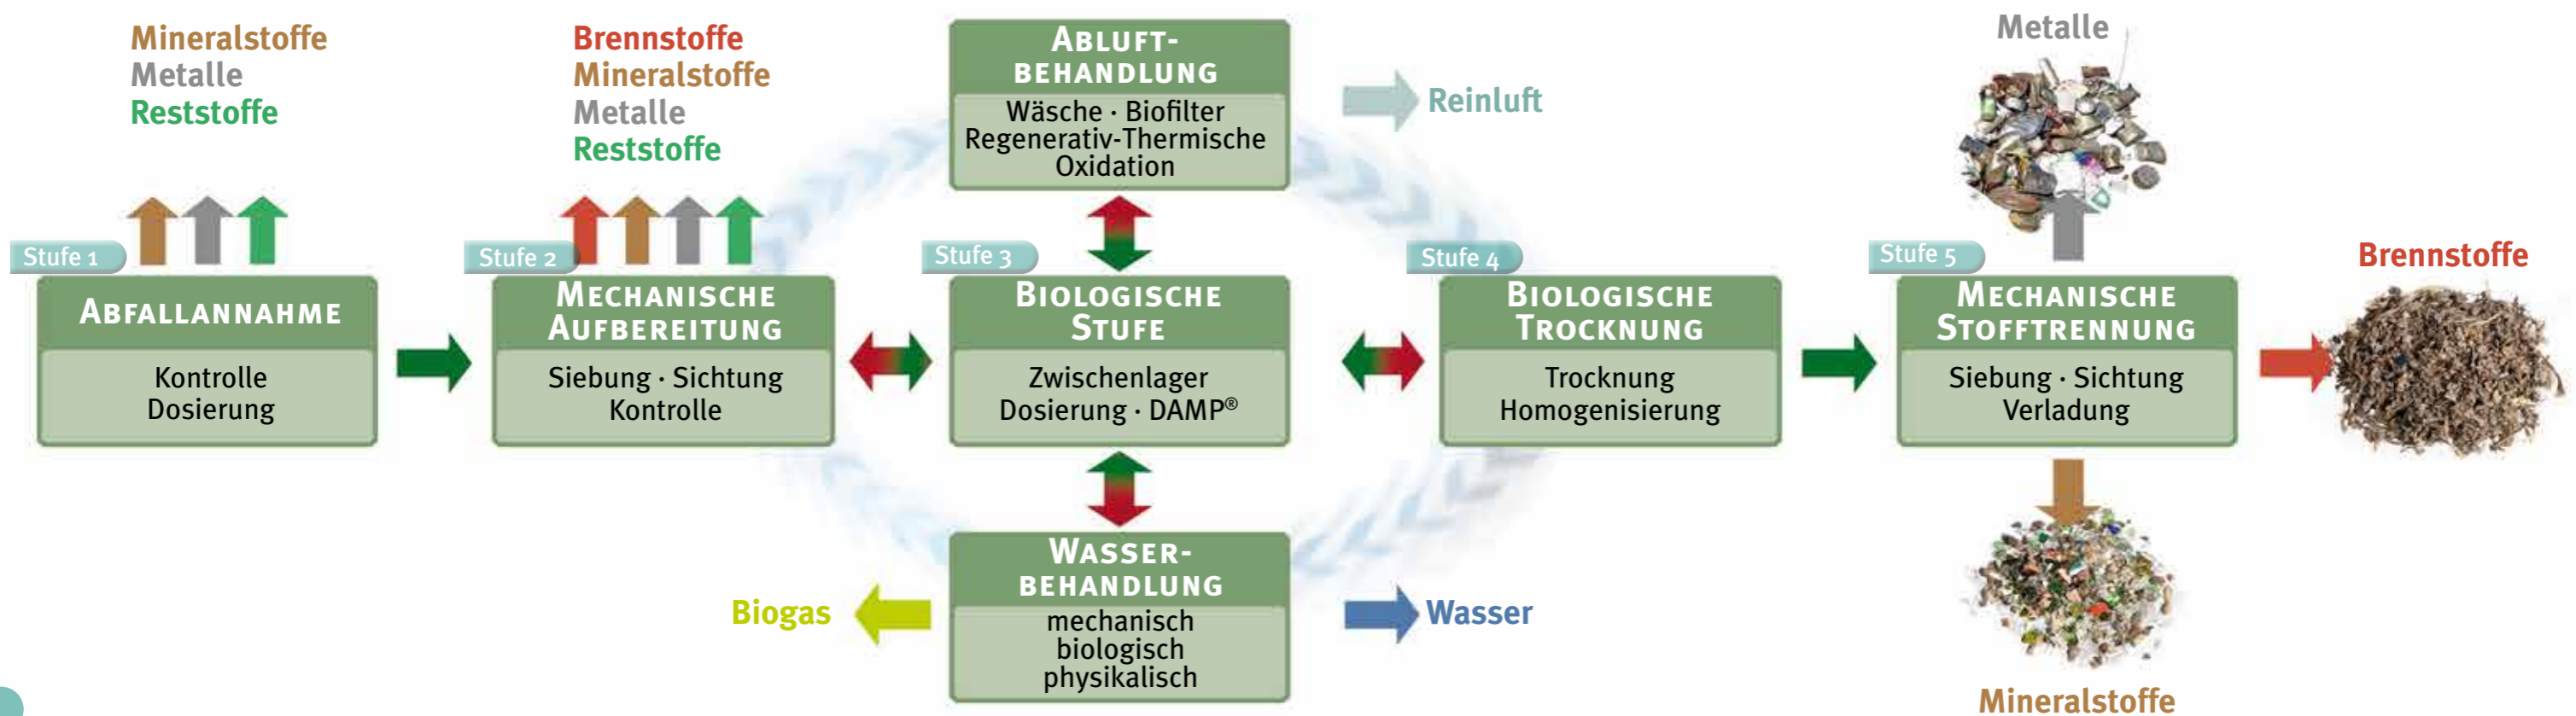 Mineralstoffe
Metalle
Reststoffe
Stufe 1
ABFALLANNAHME
Kontrolle
Dosierung
Brennstoffe
Mineralstoffe
Metalle
Reststoffe
Stufe 2
MECHANISCHE
AUFBEREITUNG
Siebung · Sichtung
Kontrolle
ABLUFT-
BEHANDLUNG
Wäsche · Biofilter
Regenerativ-Thermische
Oxidation
Reinluft
Stufe 3
BIOLOGISCHE
STUFE
Zwischenlager
Dosierung · DAMP®
WASSER-
BEHANDLUNG
mechanisch
biologisch
physikalisch
Biogas
Wasser
Stufe 4
BIOLOGISCHE
TROCKNUNG
Trocknung
Homogenisierung
Stufe 5
MECHANISCHE
STOFFTRENNUNG
Siebung · Sichtung
Verladung
Metalle
Brennstoffe
Mineralstoffe